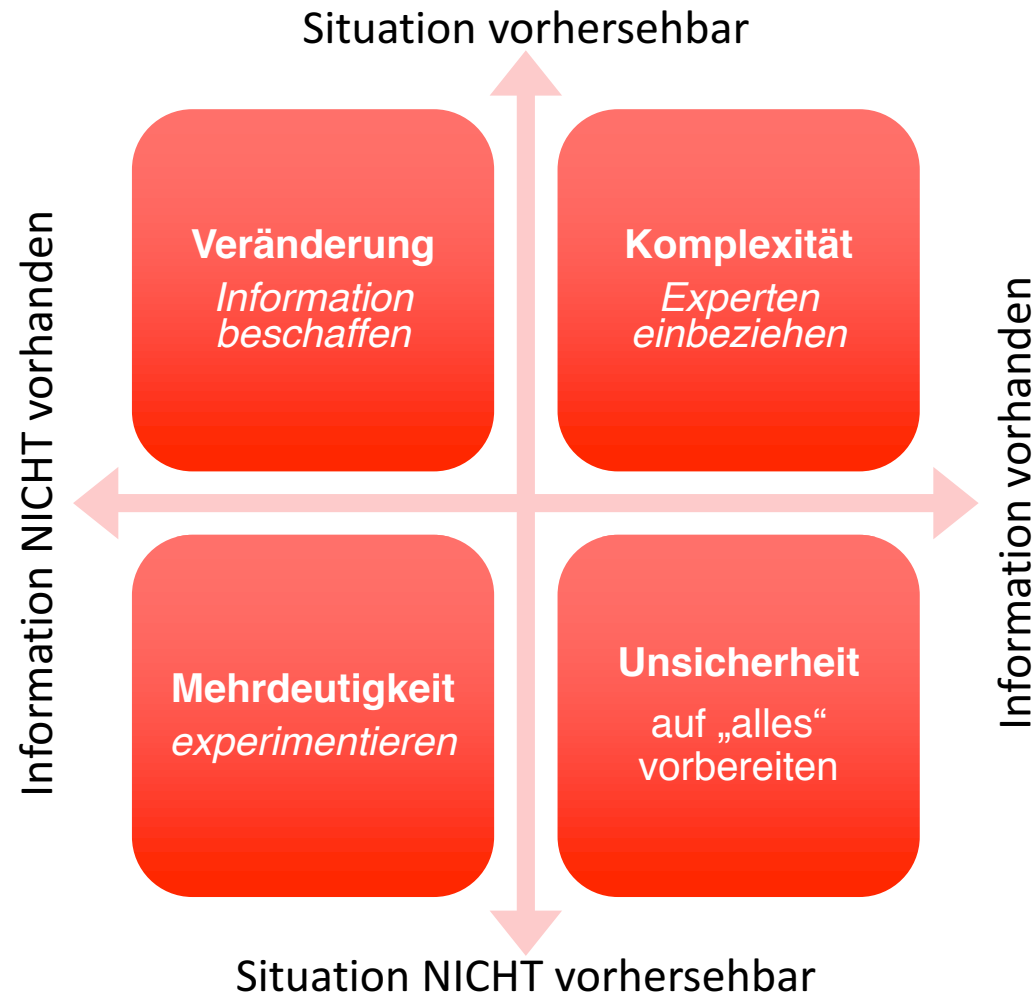 Situation vorhersehbar
Information NICHT vorhanden
Veränderung
Information
beschaffen
Komplexität
Experten
einbeziehen
Information vorhanden
Mehrdeutigkeit
experimentieren
Unsicherheit
auf „alles“
vorbereiten
Situation NICHT vorhersehbar